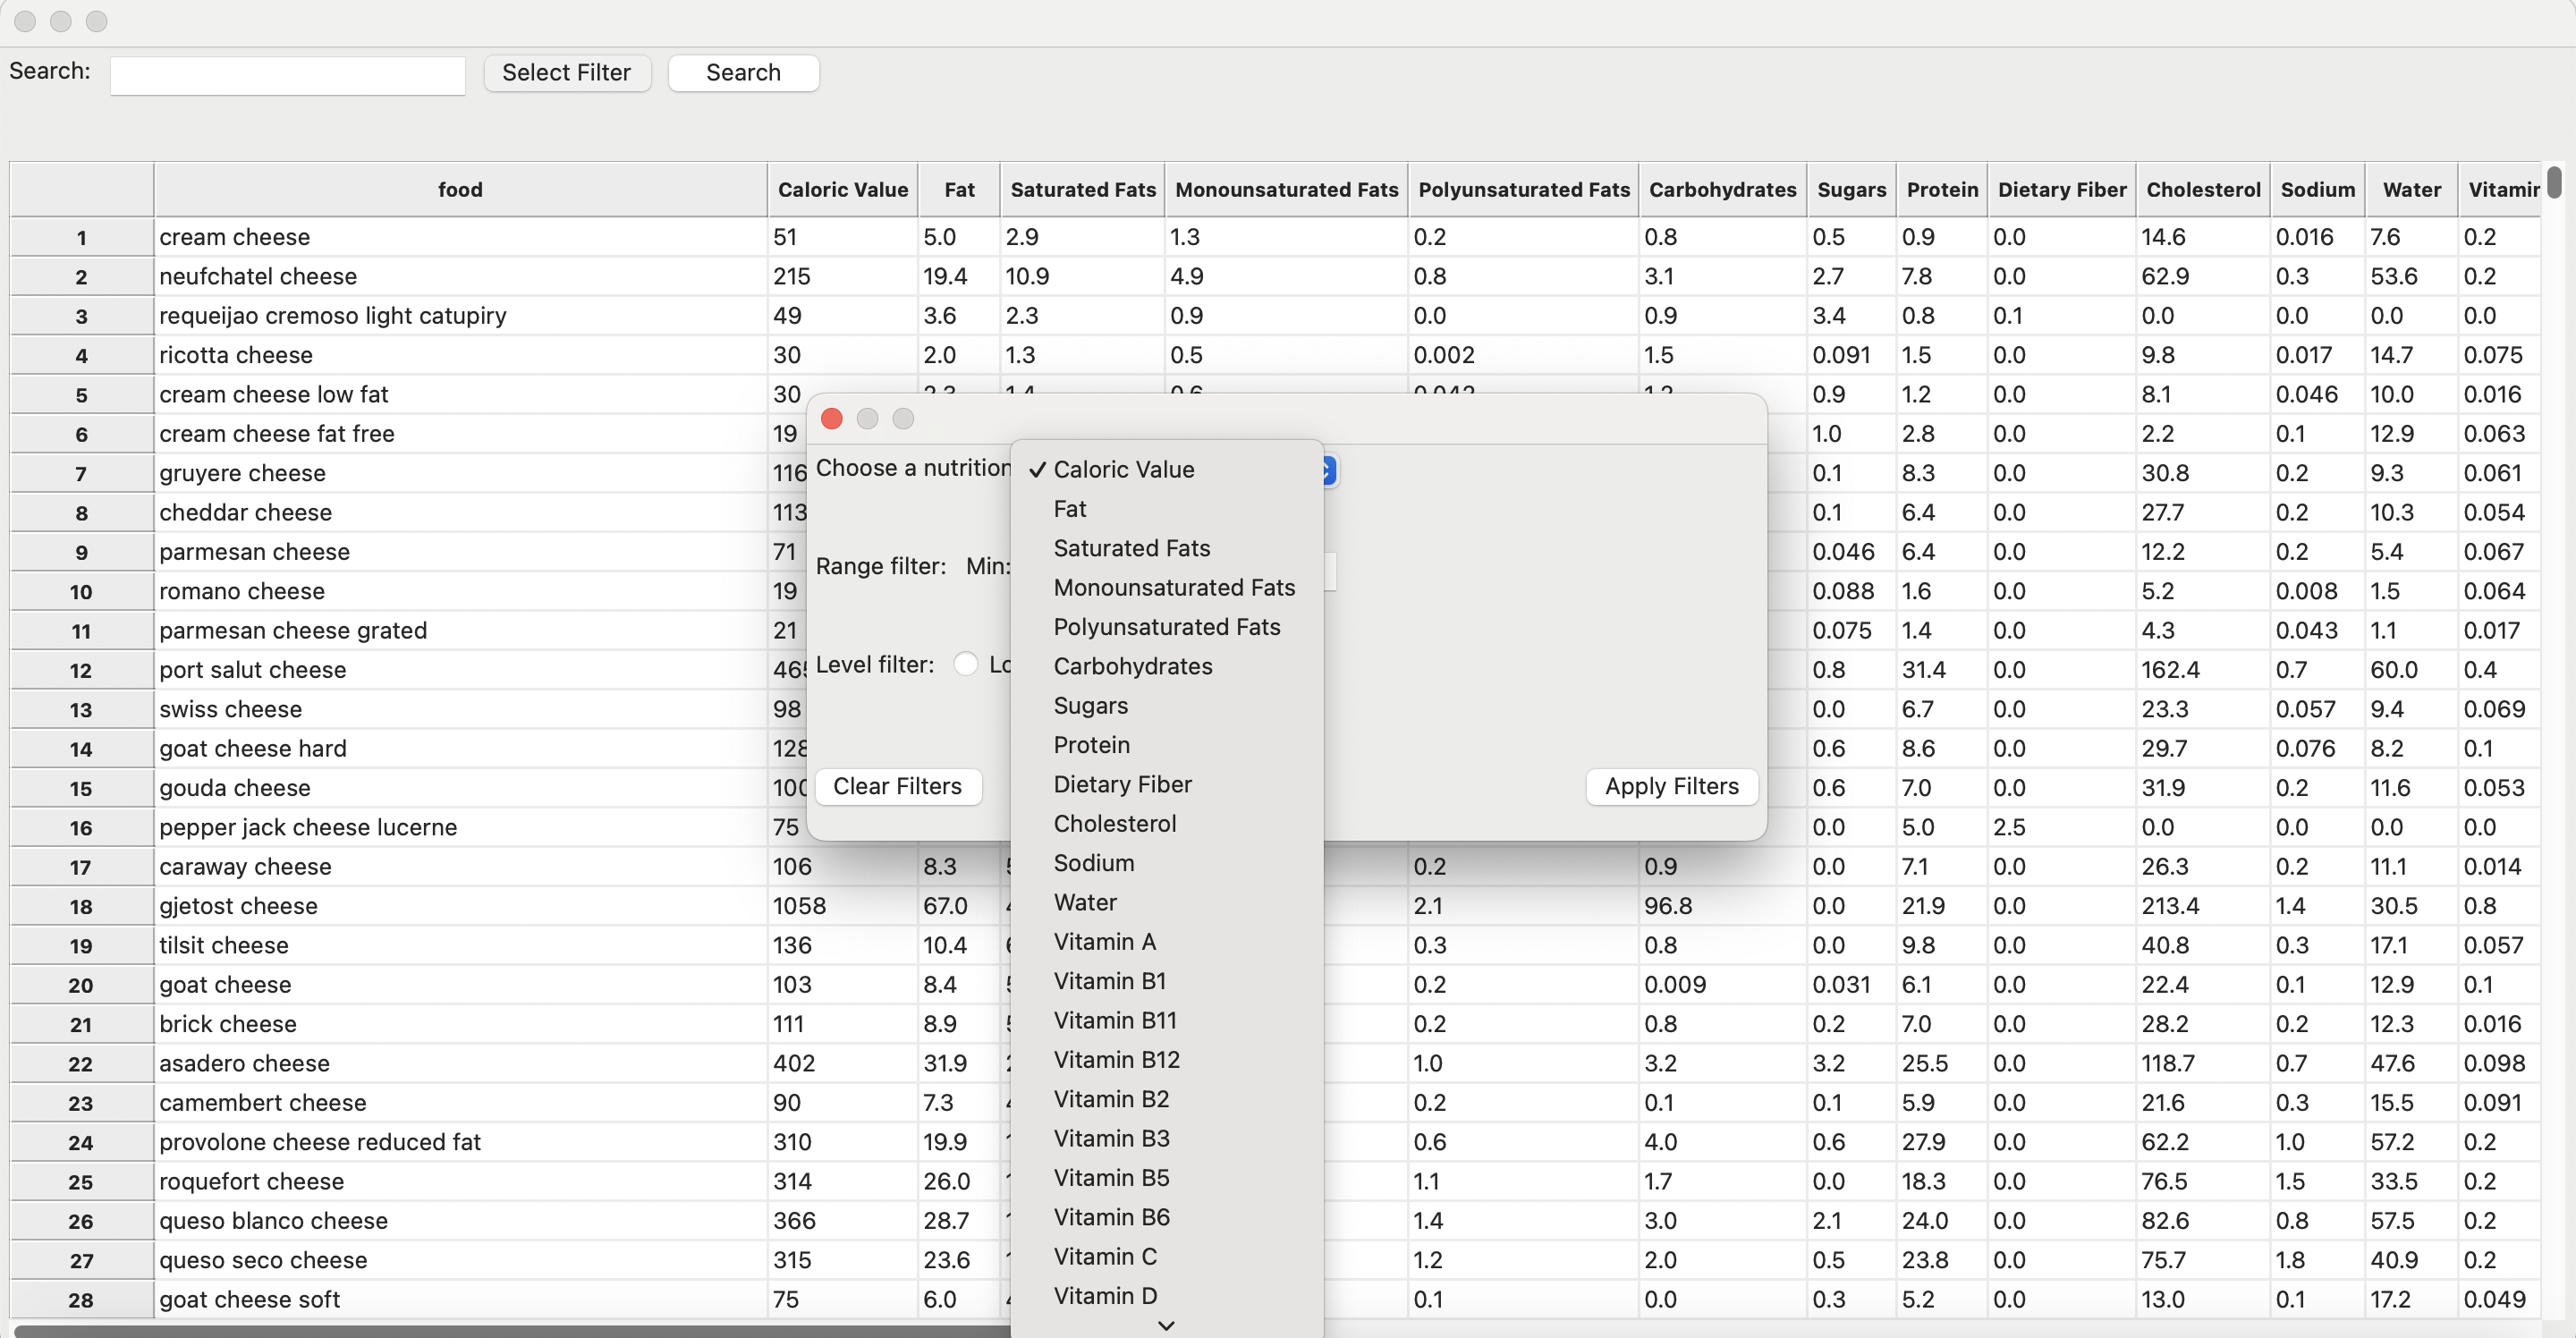 Search: Select Filter Search
food Caloric Value Fat Saturated Fats Monounsaturated Fats Polyunsaturated Fats Carbohydrates Sugars Protein Dietary Fiber Cholesterol Sodium Water
1 cream cheese 51 5.0 2.9 1.3 0.2 0.8 0.5 0.9 0.0 14.6 0.016 7.6 0.2
2 neufchatel cheese 215 19.4 10.9 4.9 0.8 3.1 2.7 7.8 0.0 62.9 0.3 53.6 0.2
3 requeijao cremoso light catupiry 49 3.6 2.3 0.9 0.0 0.9 3.4 0.8 0.1 0.0 0.0 0.0 0.0
4 ricotta cheese 30 2.0 1.3 0.5 0.002 1.5 0.091 1.5 0.0 9.8 0.017 14.7 0.075
5 cream cheese low fat 30 0.9 1.2 0.0 8.1 0.046 10.0 0.016
6 cream cheese fat free 19 1.0 2.8 0.0 2.2 0.1 12.9 0.063
7 gruyere cheese 116 0.1 8.3 0.0 30.8 0.2 9.3 0.061
8 cheddar cheese 113 0.1 6.4 0.0 27.7 0.2 10.3 0.054
9 parmesan cheese 71 0.046 6.4 0.0 12.2 0.2 5.4 0.067
10 romano cheese 19 0.088 1.6 0.0 5.2 0.008 1.5 0.064
11 parmesan cheese grated 21 0.075 1.4 0.0 4.3 0.043 1.1 0.017
12 port salut cheese 465 0.8 31.4 0.0 162.4 0.7 60.0 0.4
13 swiss cheese 98 0.0 6.7 0.0 23.3 0.057 9.4 0.069
14 goat cheese hard 128 0.6 8.6 0.0 29.7 0.076 8.2 0.1
15 gouda cheese 100 0.6 7.0 0.0 31.9 0.2 11.6 0.053
16 pepper jack cheese lucerne 75 0.0 5.0 2.5 0.0 0.0 0.0 0.0
17 caraway cheese 106 8.3 0.2 0.9 0.0 7.1 0.0 26.3 0.2 11.1 0.014
18 gjetost cheese 1058 67.0 2.1 96.8 0.0 21.9 0.0 213.4 1.4 30.5 0.8
19 tilsit cheese 136 10.4 0.3 0.8 0.0 9.8 0.0 40.8 0.3 17.1 0.057
20 goat cheese 103 8.4 0.2 0.009 0.031 6.1 0.0 22.4 0.1 12.9 0.1
21 brick cheese 111 8.9 0.2 0.8 0.2 7.0 0.0 28.2 0.2 12.3 0.016
22 asadero cheese 402 31.9 1.0 3.2 3.2 25.5 0.0 118.7 0.7 47.6 0.098
23 camembert cheese 90 7.3 0.2 0.1 0.1 5.9 0.0 21.6 0.3 15.5 0.091
24 provolone cheese reduced fat 310 19.9 0.6 4.0 0.6 27.9 0.0 62.2 1.0 57.2 0.2
25 roquefort cheese 314 26.0 1.1 1.7 0.0 18.3 0.0 76.5 1.5 33.5 0.2
26 queso blanco cheese 366 28.7 1.4 3.0 2.1 24.0 0.0 82.6 0.8 57.5 0.2
27 queso seco cheese 315 23.6 1.2 2.0 0.5 23.8 0.0 75.7 1.8 40.9 0.2
28 goat cheese soft 75 6.0 0.1 0.0 0.3 5.2 0.0 13.0 0.1 17.2 0.049
Choose a nutrition
Range filter: Min:
Level filter:
Clear Filters Apply Filters
✓ Caloric Value
Fat
Saturated Fats
Monounsaturated Fats
Polyunsaturated Fats
Carbohydrates
Sugars
Protein
Dietary Fiber
Cholesterol
Sodium
Water
Vitamin A
Vitamin B1
Vitamin B11
Vitamin B12
Vitamin B2
Vitamin B3
Vitamin B5
Vitamin B6
Vitamin C
Vitamin D